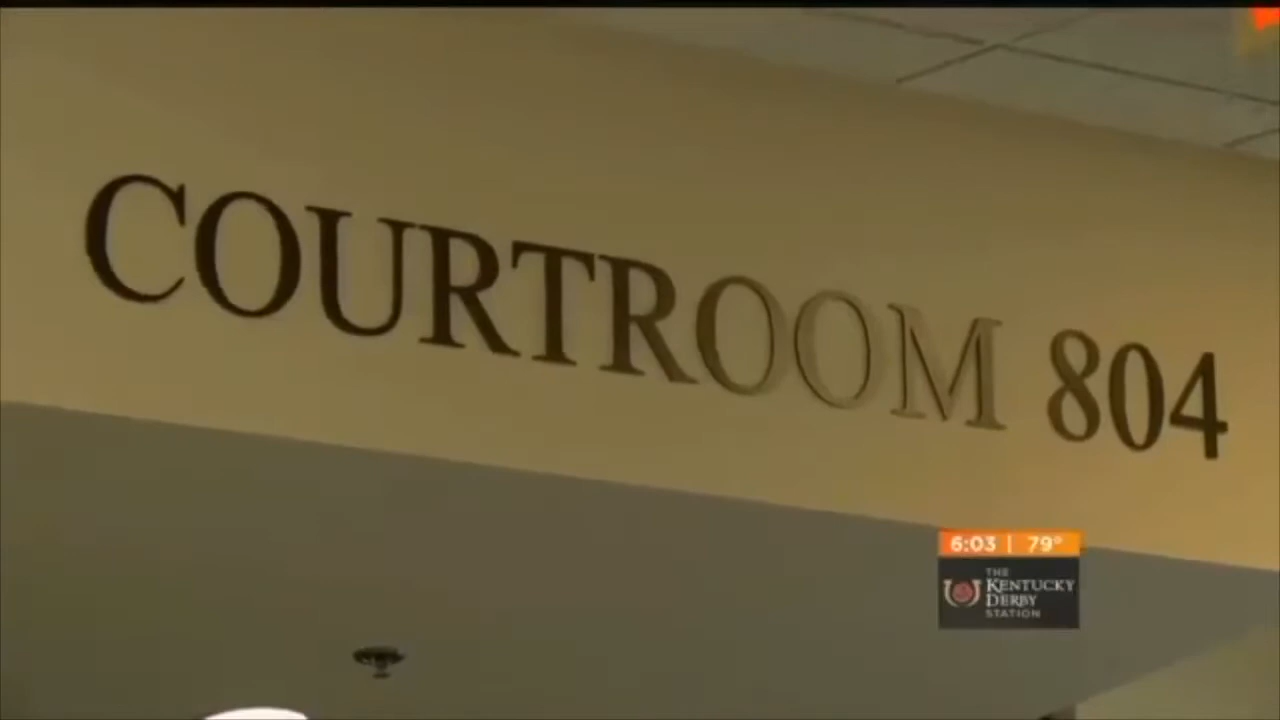 COURTROOM 804
6:03 | 79°
THE
KENTUCKY
DERBY
STATION